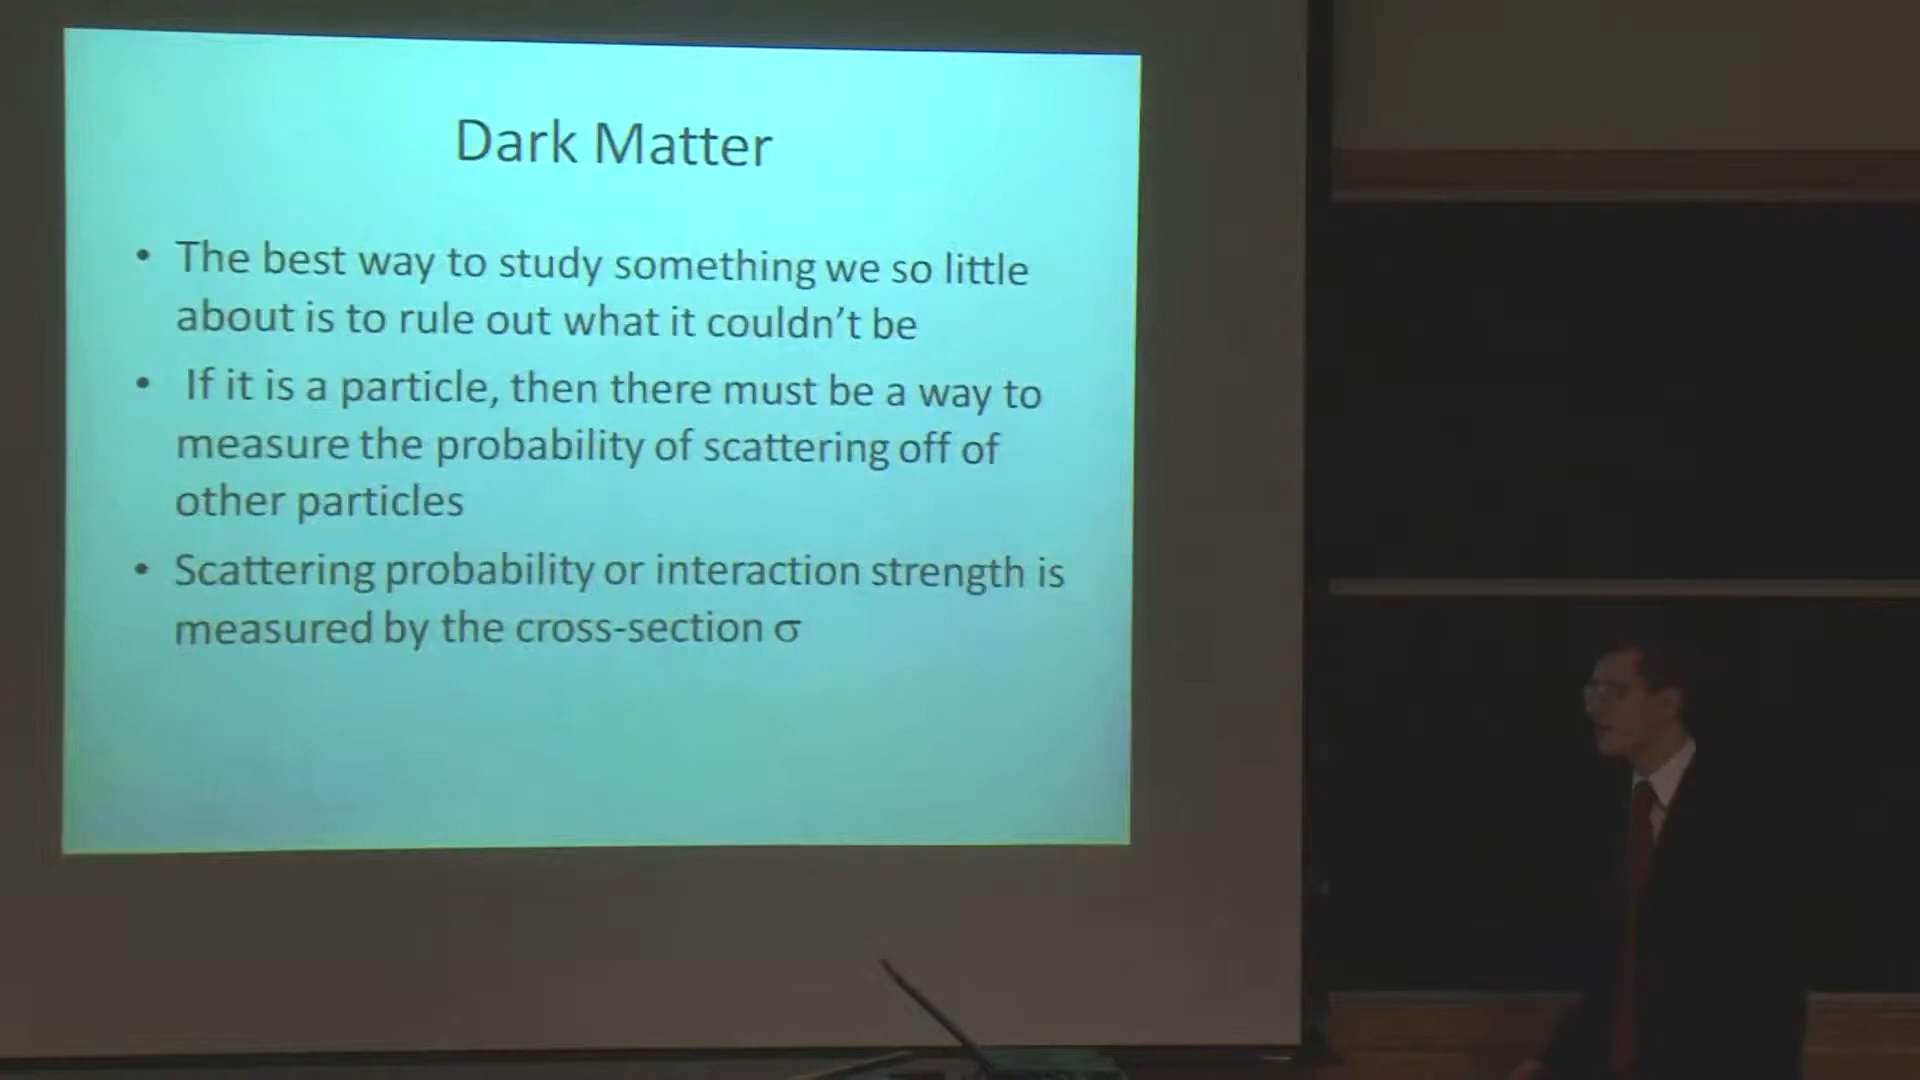 Dark Matter
• The best way to study something we so little
about is to rule out what it couldn't be
• If it is a particle, then there must be a way to
measure the probability of scattering off of
other particles
• Scattering probability or interaction strength is
measured by the cross-section σ